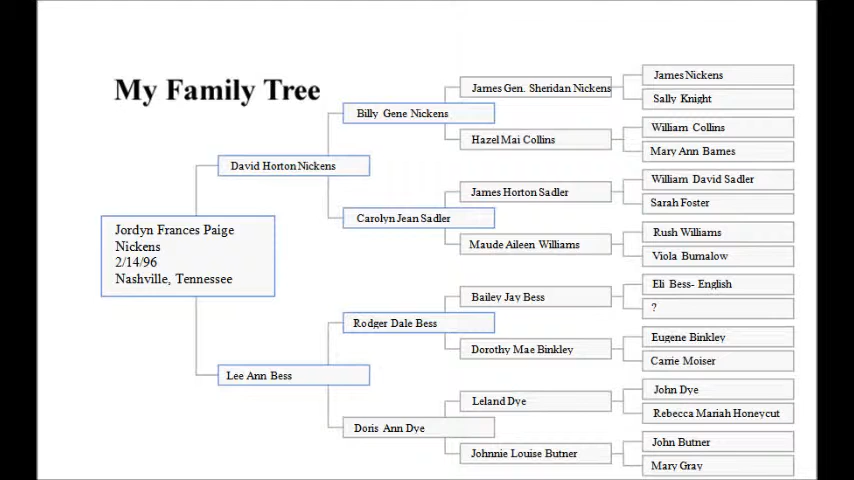 My Family Tree
Jordyn Frances Paige
Nickens
2/14/96
Nashville, Tennessee
David Horton Nickens
Lee Ann Bess
Billy Gene Nickens
Carolyn Jean Sadler
Rodger Dale Bess
Doris Ann Dye
James Gen. Sheridan Nickens
Hazel Mai Collins
James Horton Sadler
Maude Aileen Williams
Bailey Jay Bess
Dorothy Mae Binkley
Leland Dye
Johnnie Louise Butner
James Nickens
Sally Knight
William Collins
Mary Ann Barnes
William David Sadler
Sarah Foster
Rush Williams
Viola Burnalow
Eli Bess- English
?
Eugene Binkley
Carrie Moiser
John Dye
Rebecca Mariah Honeycut
John Butner
Mary Gray